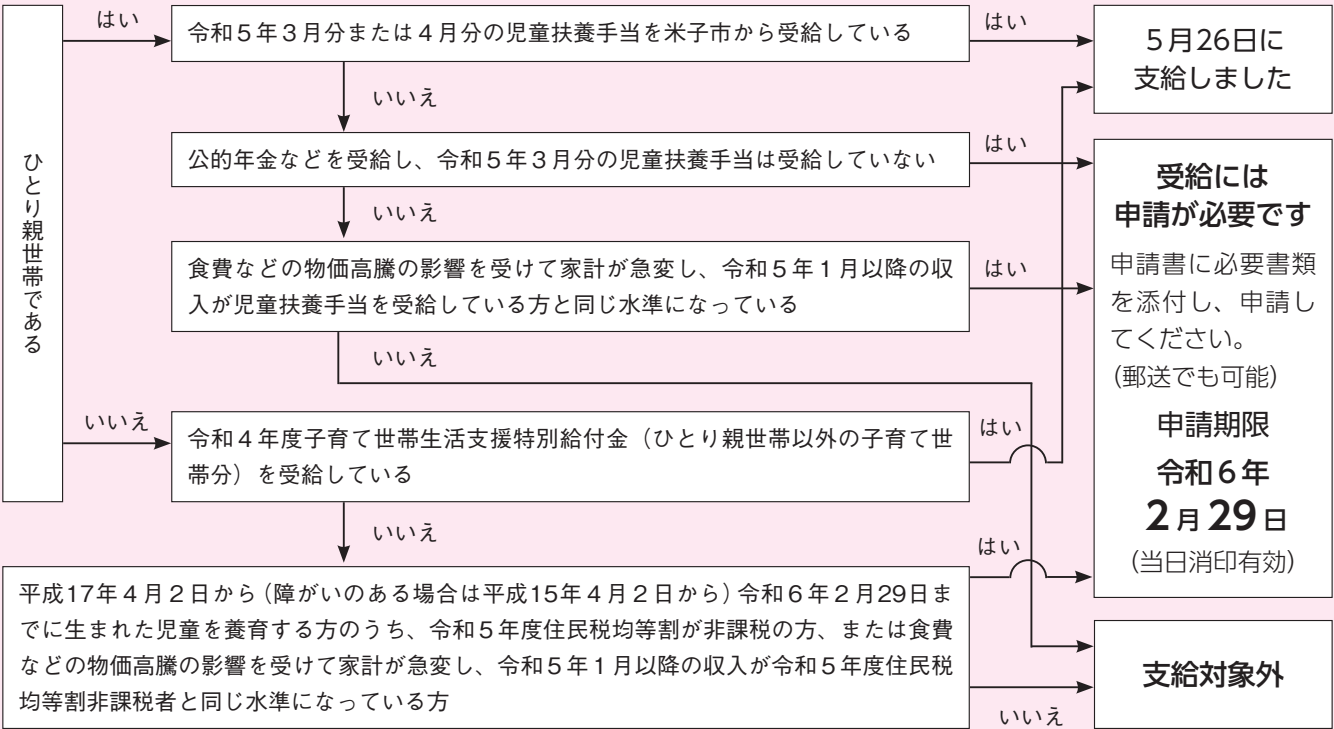 ひとり親世帯である
はい
令和5年3月分または4月分の児童扶養手当を米子市から受給している
はい
5月26日に
支給しました
いいえ
公的年金などを受給し、令和5年3月分の児童扶養手当は受給していない
はい
受給には
申請が必要です
申請書に必要書類
を添付し、申請し
てください。
(郵送でも可能)
申請期限
令和6年
2月29日
(当日消印有効)
いいえ
食費などの物価高騰の影響を受けて家計が急変し、令和5年1月以降の収
入が児童扶養手当を受給している方と同じ水準になっている
はい
いいえ
いいえ
令和4年度子育て世帯生活支援特別給付金(ひとり親世帯以外の子育て世
帯分)を受給している
はい
いいえ
平成17年4月2日から(障がいのある場合は平成15年4月2日から)令和6年2月29日ま
でに生まれた児童を養育する方のうち、令和5年度住民税均等割が非課税の方、または食費
などの物価高騰の影響を受けて家計が急変し、令和5年1月以降の収入が令和5年度住民税
均等割非課税者と同じ水準になっている方
はい
いいえ
支給対象外